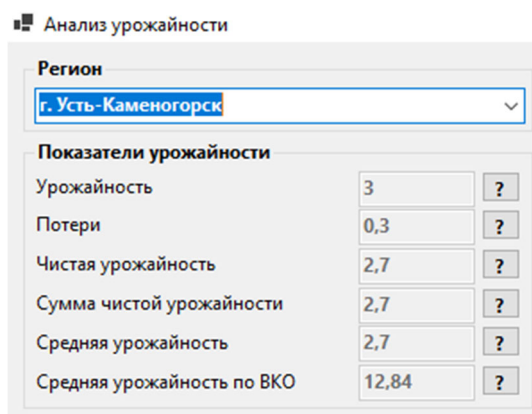 Анализ урожайности
Регион
г. Усть-Каменогорск
Показатели урожайности
Урожайность 3 ?
Потери 0,3 ?
Чистая урожайность 2,7 ?
Сумма чистой урожайности 2,7 ?
Средняя урожайность 2,7 ?
Средняя урожайность по ВКО 12,84 ?